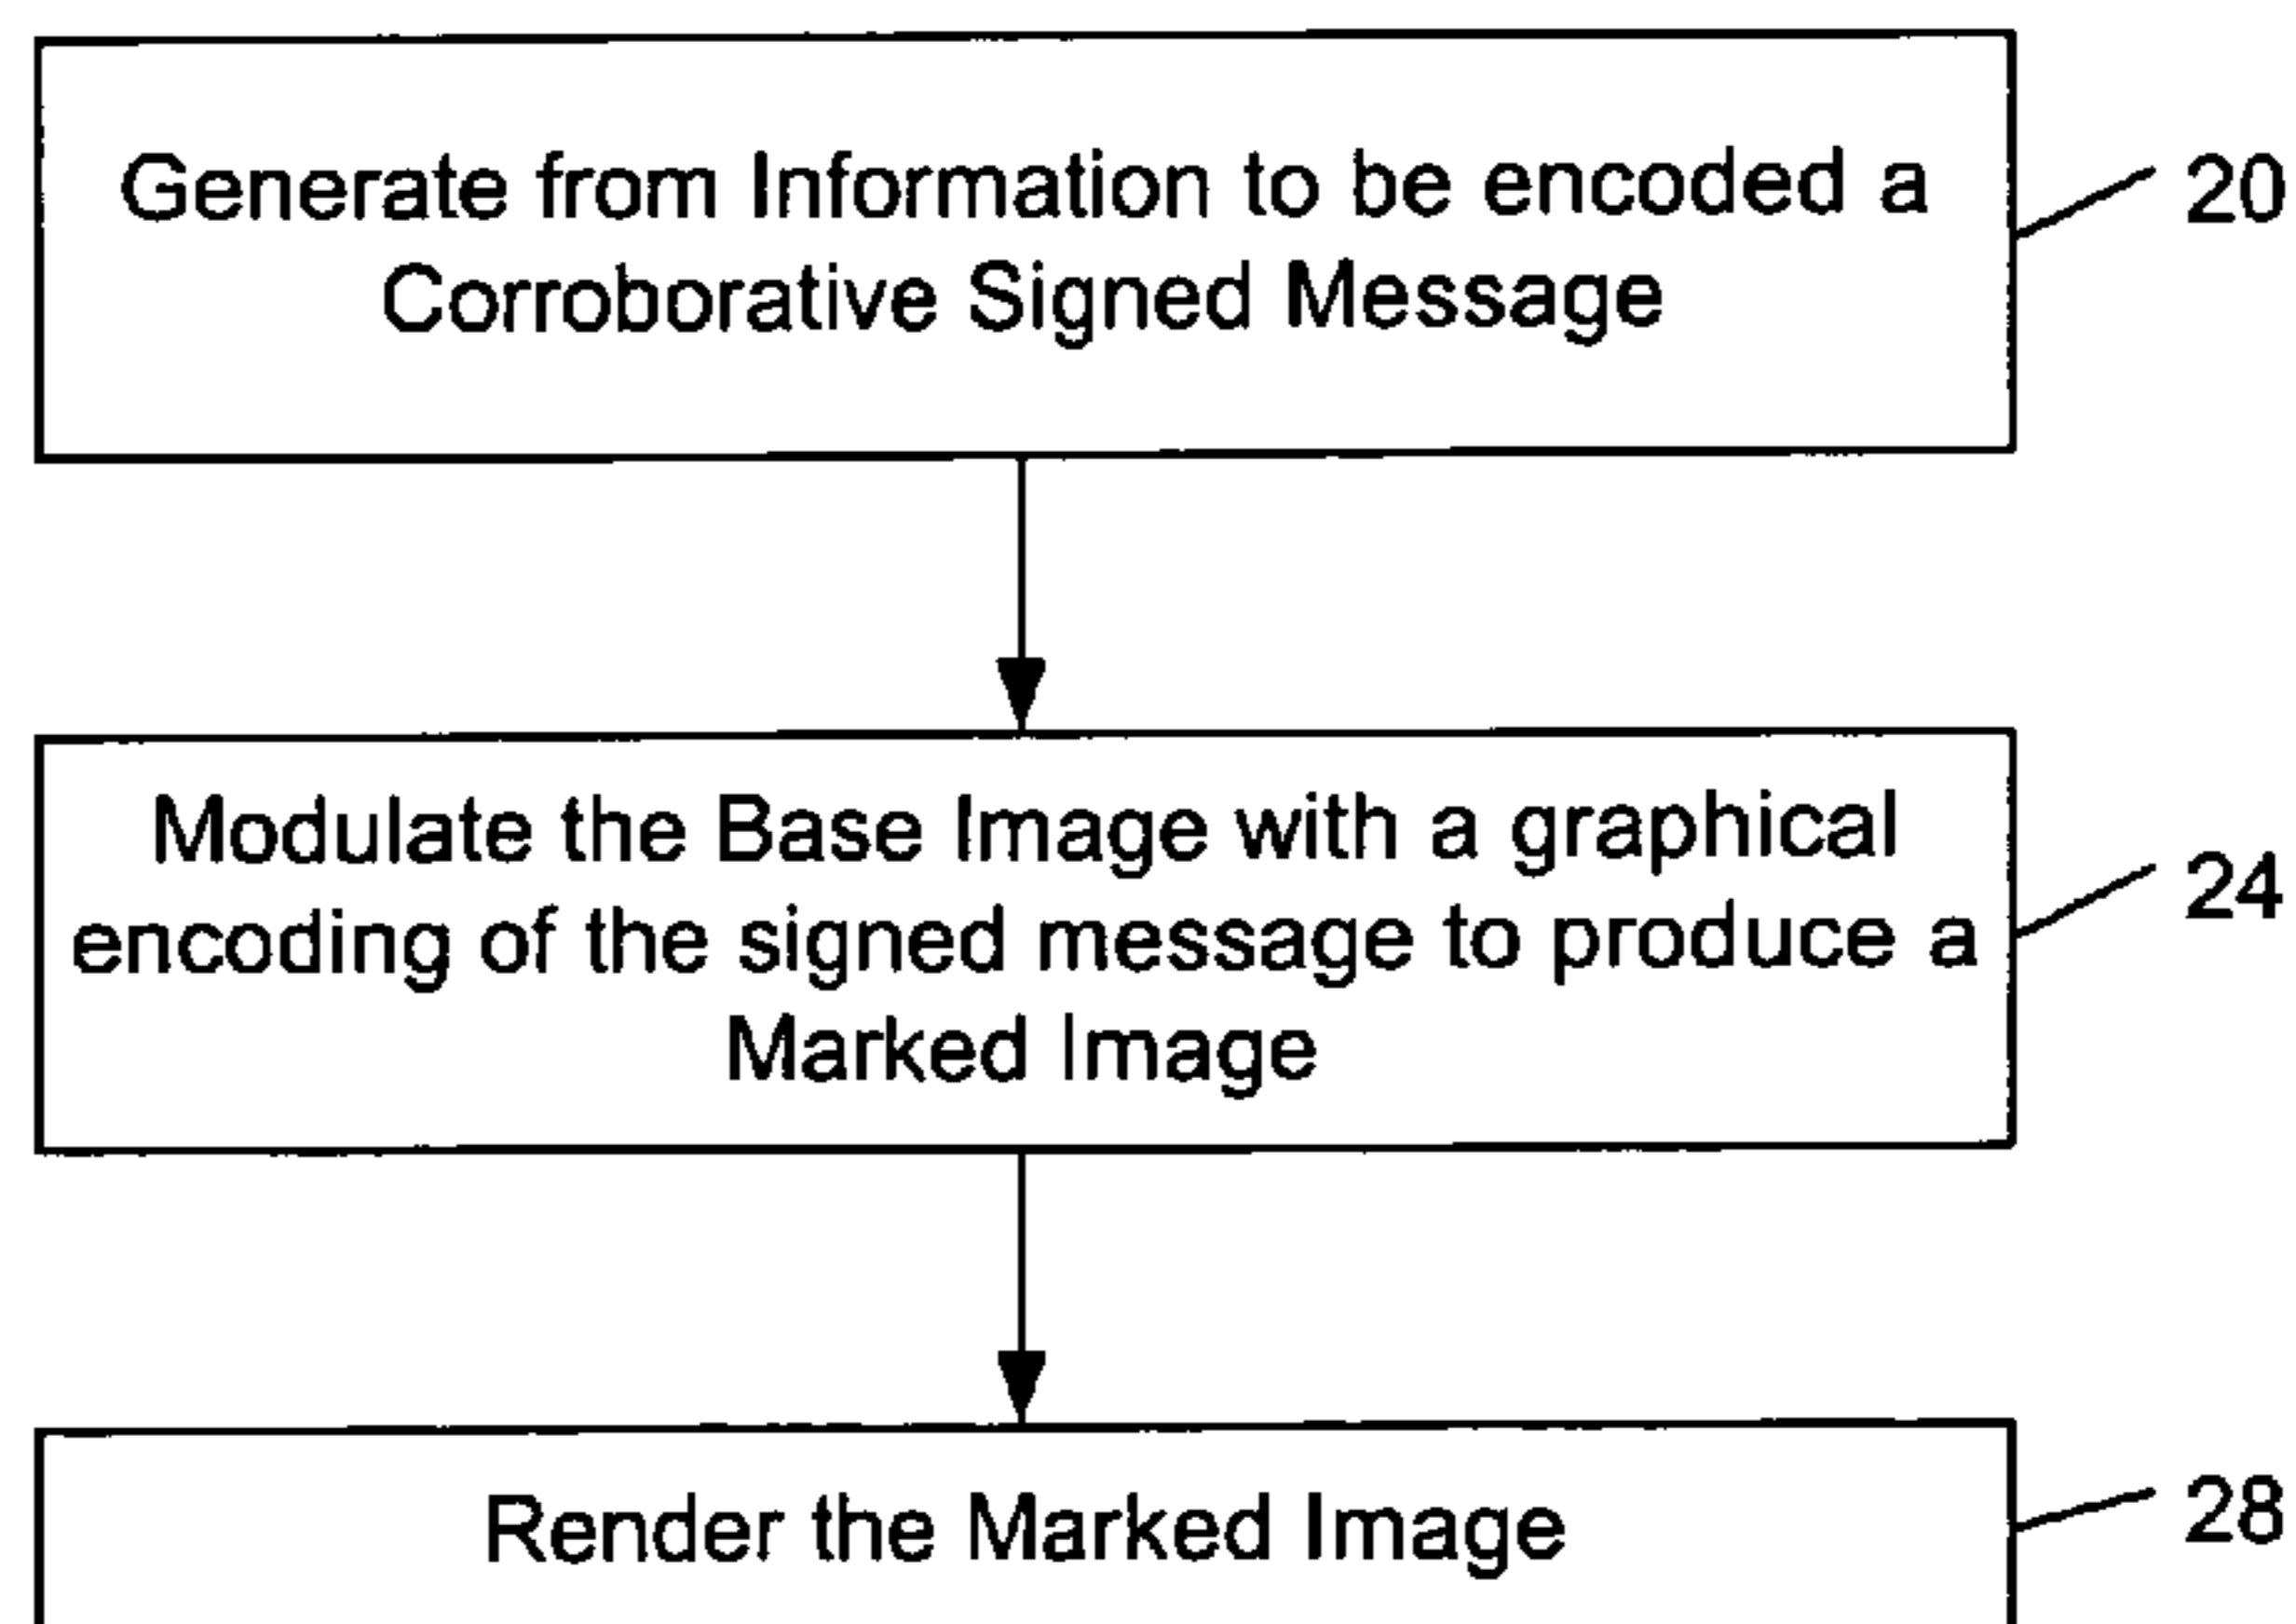 Generate from Information to be encoded a
Corroborative Signed Message
20
Modulate the Base Image with a graphical
encoding of the signed message to produce a
Marked Image
24
Render the Marked Image
28